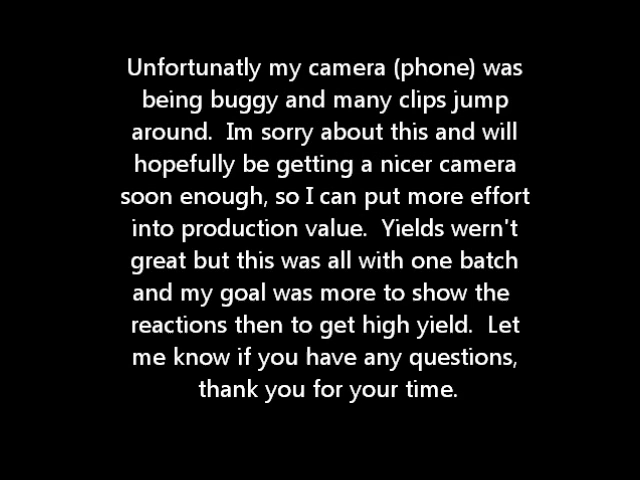 Unfortunatly my camera (phone) was
being buggy and many clips jump
around.  Im sorry about this and will
hopefully be getting a nicer camera
soon enough, so I can put more effort
into production value.  Yields wern't
great but this was all with one batch
and my goal was more to show the
reactions then to get high yield.  Let
me know if you have any questions,
thank you for your time.